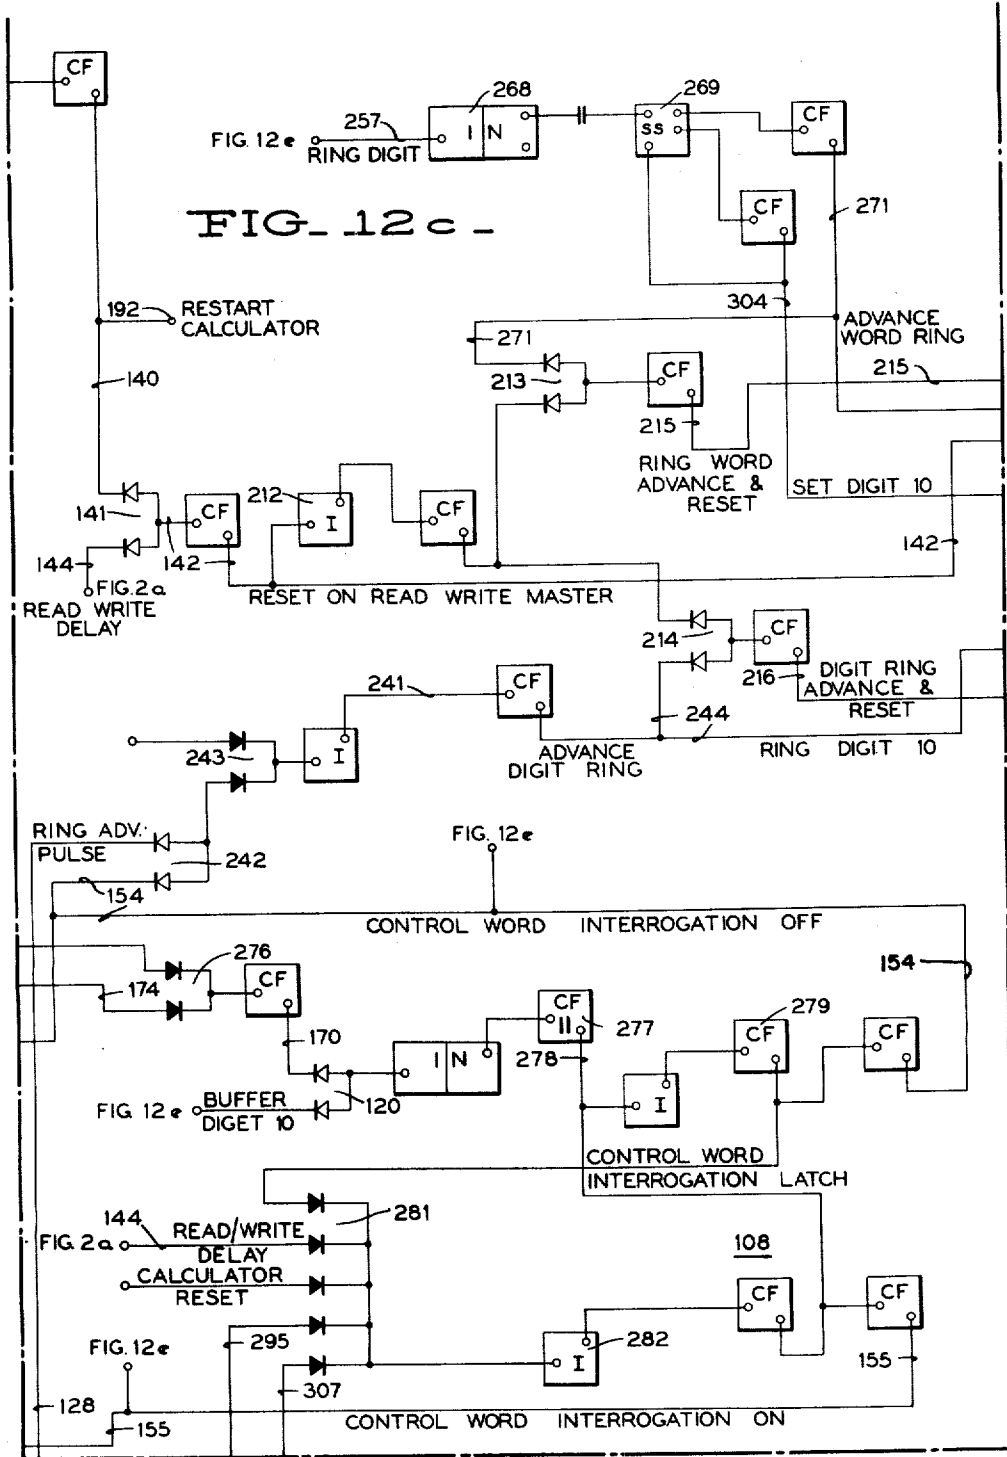 CF
268
269
257
FIG. 12e
RING DIGIT
I N
SS
CF
CF
271
FIG_ 12c_
192
RESTART
CALCULATOR
304
ADVANCE
WORD RING
271
140
213
CF
215
215
RING WORD
ADVANCE &
RESET
SET DIGIT 10
212
I
CF
141
CF
144
142
142
142
FIG. 2a
READ WRITE
DELAY
RESET ON READ WRITE MASTER
214
CF
216
DIGIT RING
ADVANCE &
RESET
241
CF
244
243
I
ADVANCE
DIGIT RING
RING DIGIT 10
RING ADV.
PULSE
242
154
FIG. 12e
CONTROL WORD INTERROGATION OFF
276
CF
174
154
CF
II
277
279
CF
CF
170
I N
278
I
FIG. 12e
BUFFER
DIGET 10
120
CONTROL WORD
INTERROGATION LATCH
144
281
FIG. 2a
READ/WRITE
DELAY
CALCULATOR
RESET
108
CF
CF
FIG. 12e
295
I
282
155
307
128
155
CONTROL WORD INTERROGATION ON